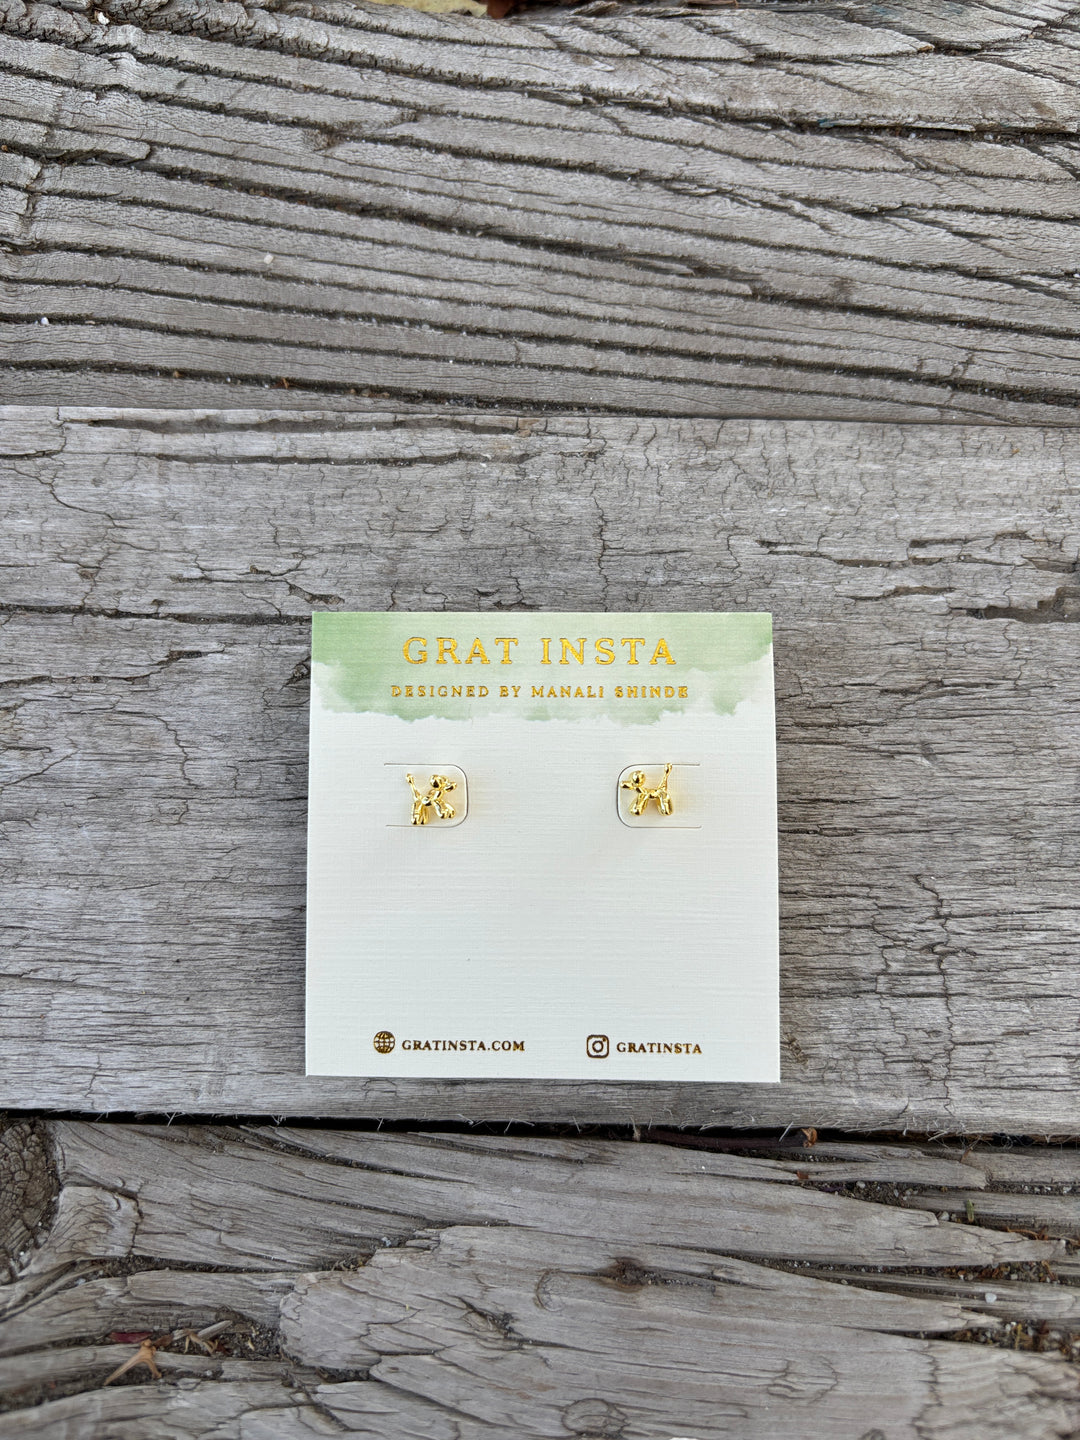 GRAT INSTA
DESIGNED BY MANALI SHINDE
GRATINSTA.COM
GRATINSTA